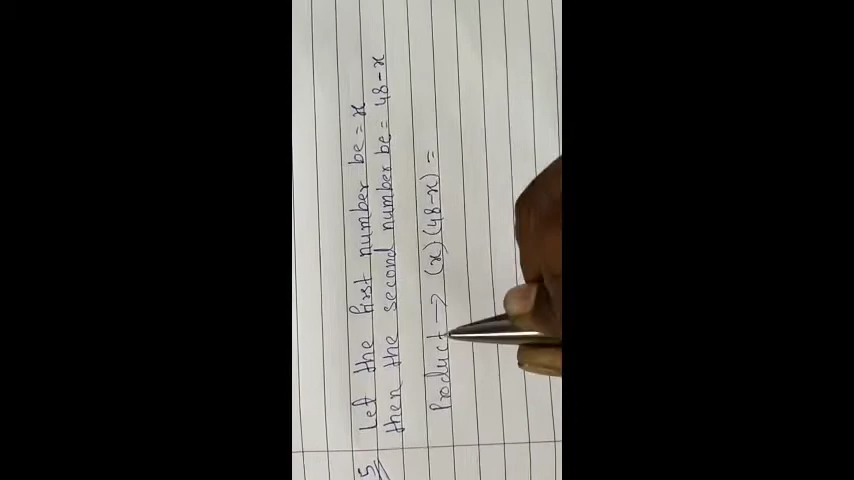 5 Let the first number be = x
then the second number be = 48-x
Product → (x) (48-x) =